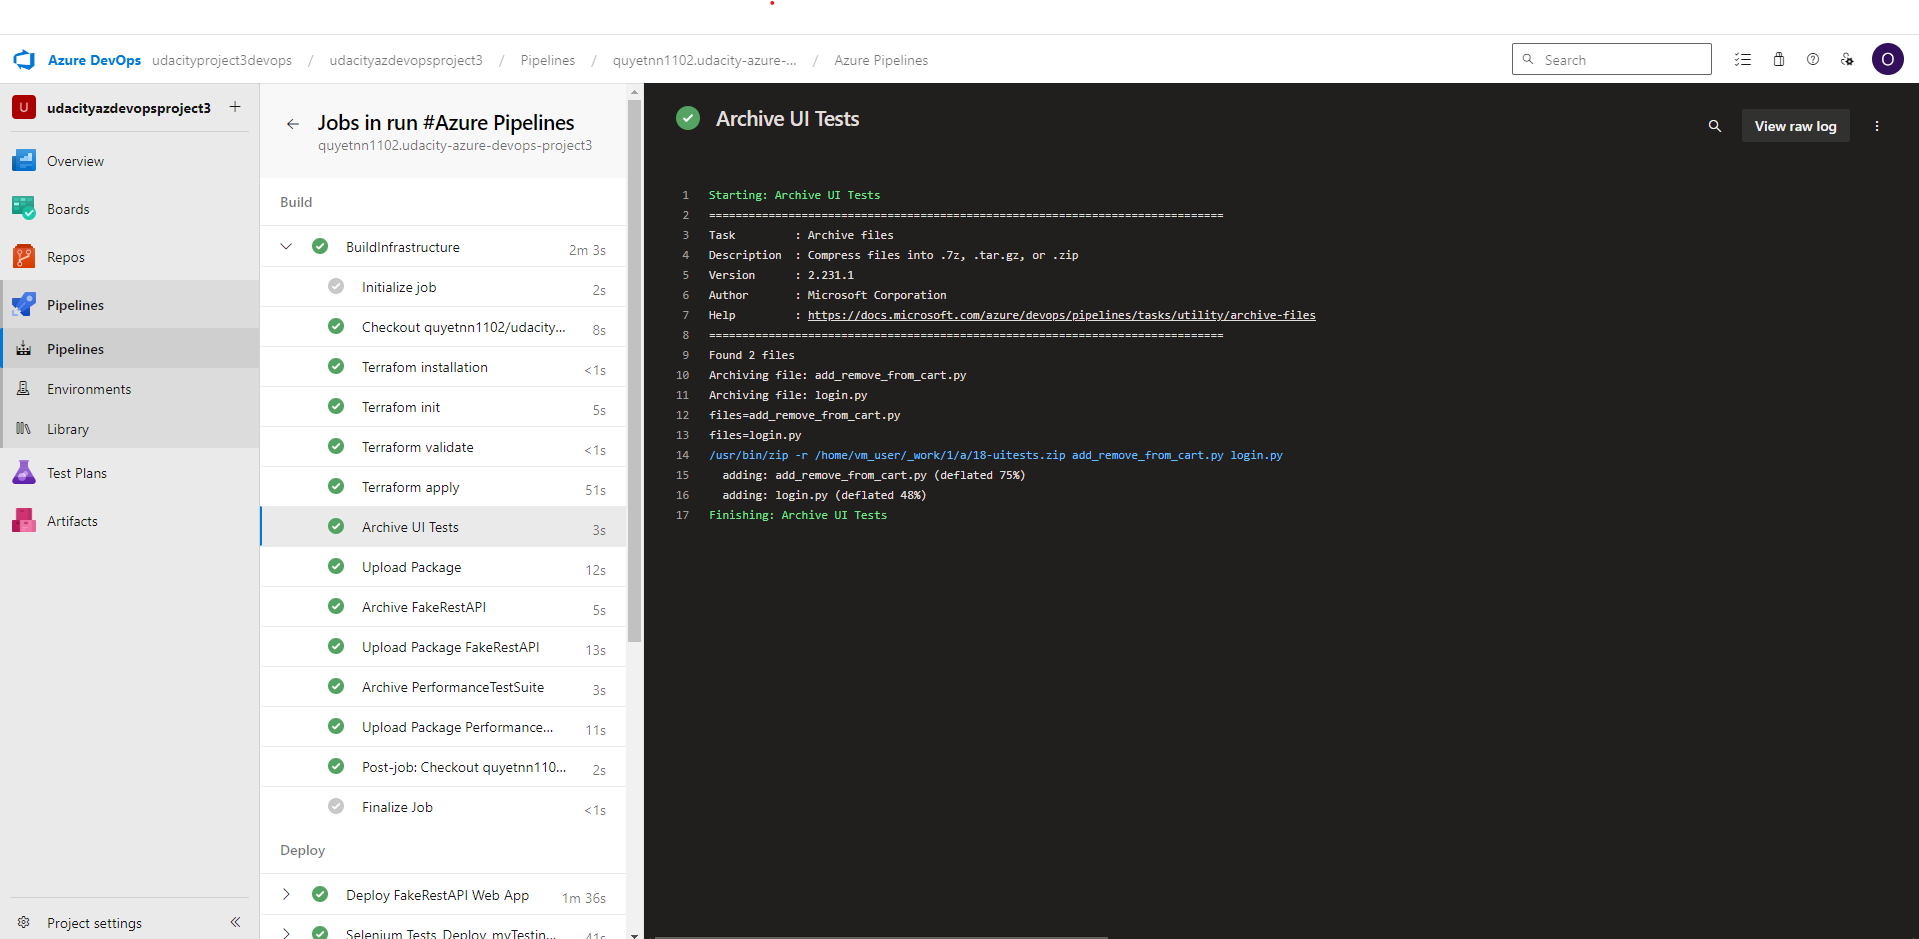 Azure DevOps udacityproject3devops / udacityazdevopsproject3 / Pipelines / quyetnn1102.udacity-azure-... / Azure Pipelines
Search
O
U udacityazdevopsproject3 +
Overview
Boards
Repos
Pipelines
Pipelines
Environments
Library
Test Plans
Artifacts
Project settings
Jobs in run #Azure Pipelines
quyetnn1102.udacity-azure-devops-project3
Build
BuildInfrastructure 2m 3s
Initialize job 2s
Checkout quyetnn1102/udacity... 8s
Terrafom installation <1s
Terrafom init 5s
Terraform validate <1s
Terraform apply 51s
Archive UI Tests 3s
Upload Package 12s
Archive FakeRestAPI 5s
Upload Package FakeRestAPI 13s
Archive PerformanceTestSuite 3s
Upload Package Performance... 11s
Post-job: Checkout quyetnn110... 2s
Finalize Job <1s
Deploy
Deploy FakeRestAPI Web App 1m 36s
Selenium Tests Deploy myTestin... 41s
Archive UI Tests
View raw log
1 Starting: Archive UI Tests
2 ==============================================================================
3 Task : Archive files
4 Description : Compress files into .7z, .tar.gz, or .zip
5 Version : 2.231.1
6 Author : Microsoft Corporation
7 Help : https://docs.microsoft.com/azure/devops/pipelines/tasks/utility/archive-files
8 ==============================================================================
9 Found 2 files
10 Archiving file: add_remove_from_cart.py
11 Archiving file: login.py
12 files=add_remove_from_cart.py
13 files=login.py
14 /usr/bin/zip -r /home/vm_user/_work/1/a/18-uitests.zip add_remove_from_cart.py login.py
15 adding: add_remove_from_cart.py (deflated 75%)
16 adding: login.py (deflated 48%)
17 Finishing: Archive UI Tests